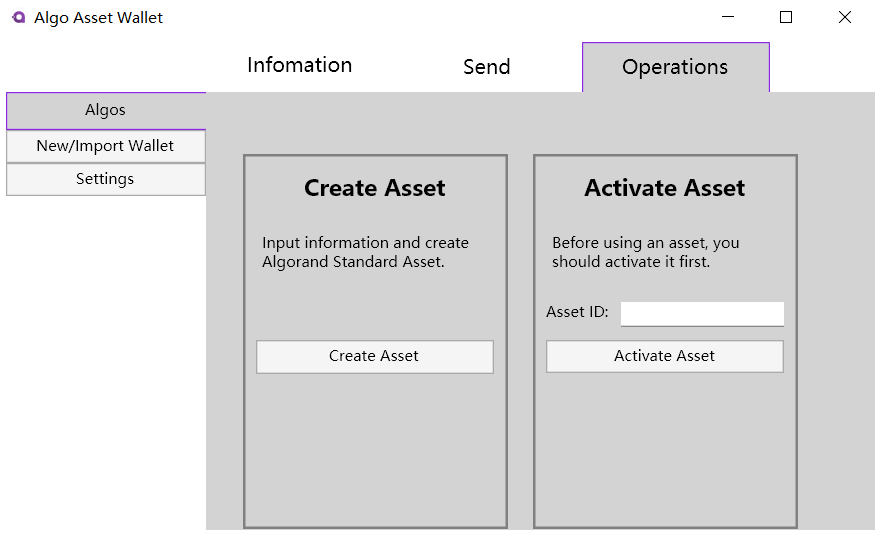 Algo Asset Wallet
Infomation
Send
Operations
Algos
New/Import Wallet
Settings
Create Asset
Input information and create
Algorand Standard Asset.
Create Asset
Activate Asset
Before using an asset, you
should activate it first.
Asset ID:
Activate Asset